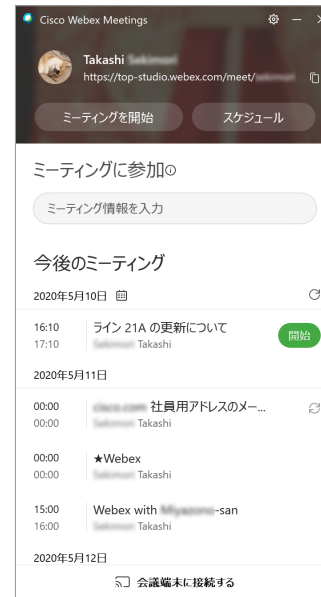 Cisco Webex Meetings
Takashi
https://top-studio.webex.com/meet/
ミーティングを開始
スケジュール
ミーティングに参加
ミーティング情報を入力
今後のミーティング
2020年5月10日
16:10 ライン 21A の更新について
17:10 Takashi
開始
2020年5月11日
00:00 社員用アドレスのメー...
00:00 Takashi
00:00 ★Webex
00:00 Takashi
15:00 Webex with -san
16:00 Takashi
2020年5月12日
会議端末に接続する